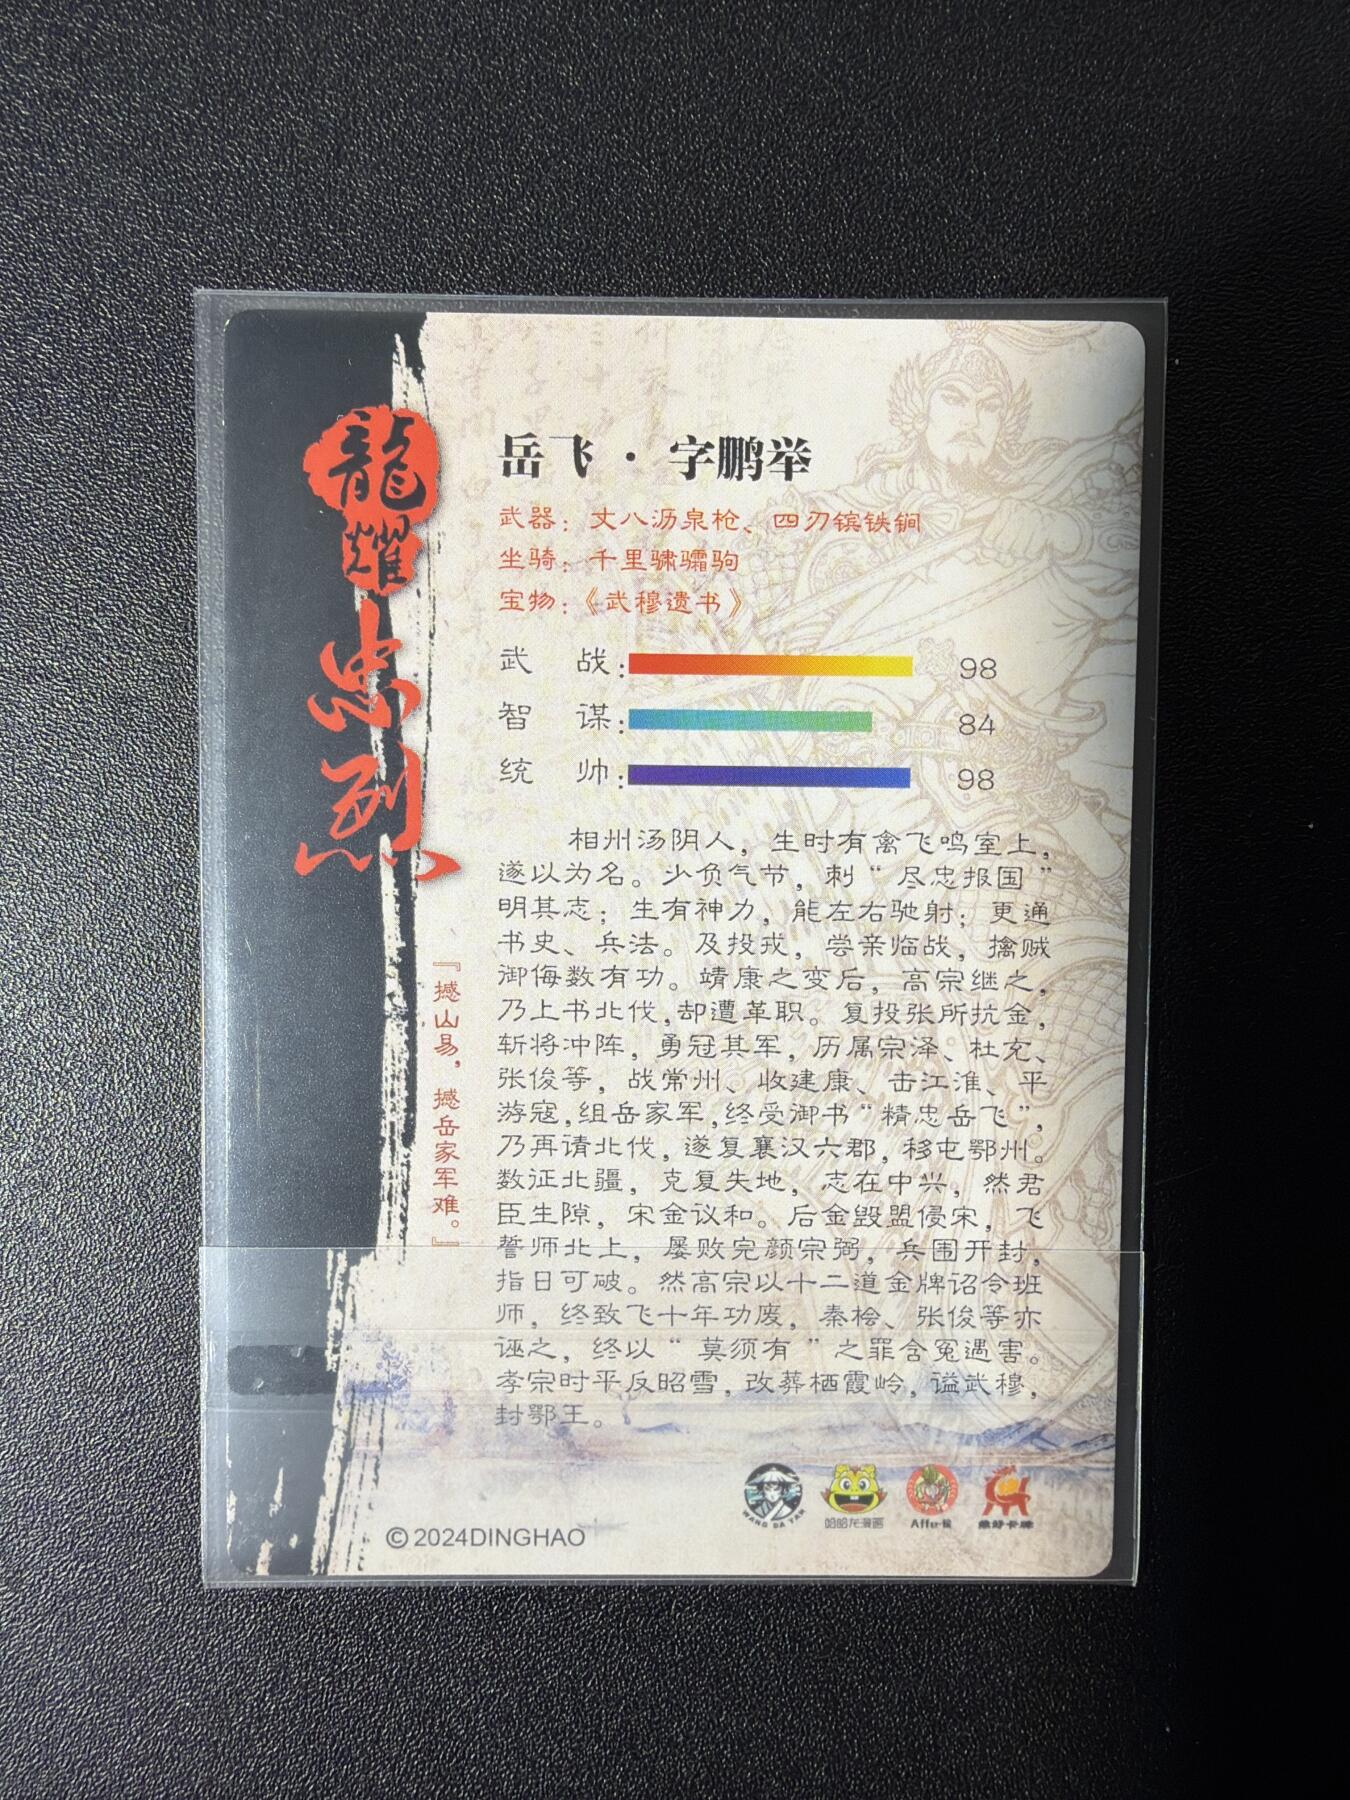 龍耀
忠烈
『撼山易，撼岳家军难。』
岳飞·字鹏举
武器：丈八沥泉枪、四刃镔铁锏
坐骑：千里骕骦驹
宝物：《武穆遗书》
武战：98
智谋：84
统帅：98
相州汤阴人，生时有禽飞鸣室上，
遂以为名。少负气节，刺“尽忠报国”
明其志；生有神力，能左右驰射；更通
书史、兵法。及投戎，尝亲临战，擒贼
御侮数有功。靖康之变后，高宗继之，
乃上书北伐，却遭革职。复投张所抗金，
斩将冲阵，勇冠其军，历属宗泽、杜充、
张俊等，战常州、收建康、击江淮、平
游寇，组岳家军，终受御书“精忠岳飞”，
乃再请北伐，遂复襄汉六郡，移屯鄂州。
数征北疆，克复失地，志在中兴，然君
臣生隙，宋金议和。后金毁盟侵宋，飞
誓师北上，屡败完颜宗弼，兵围开封，
指日可破。然高宗以十二道金牌诏令班
师，终致飞十年功废，秦桧、张俊等亦
诬之，终以“莫须有”之罪含冤遇害。
孝宗时平反昭雪，改葬栖霞岭，谥武穆，
封鄂王。
WANG DA YAN
哈哈龙漫画
鼎好卡牌
©2024DINGHAO